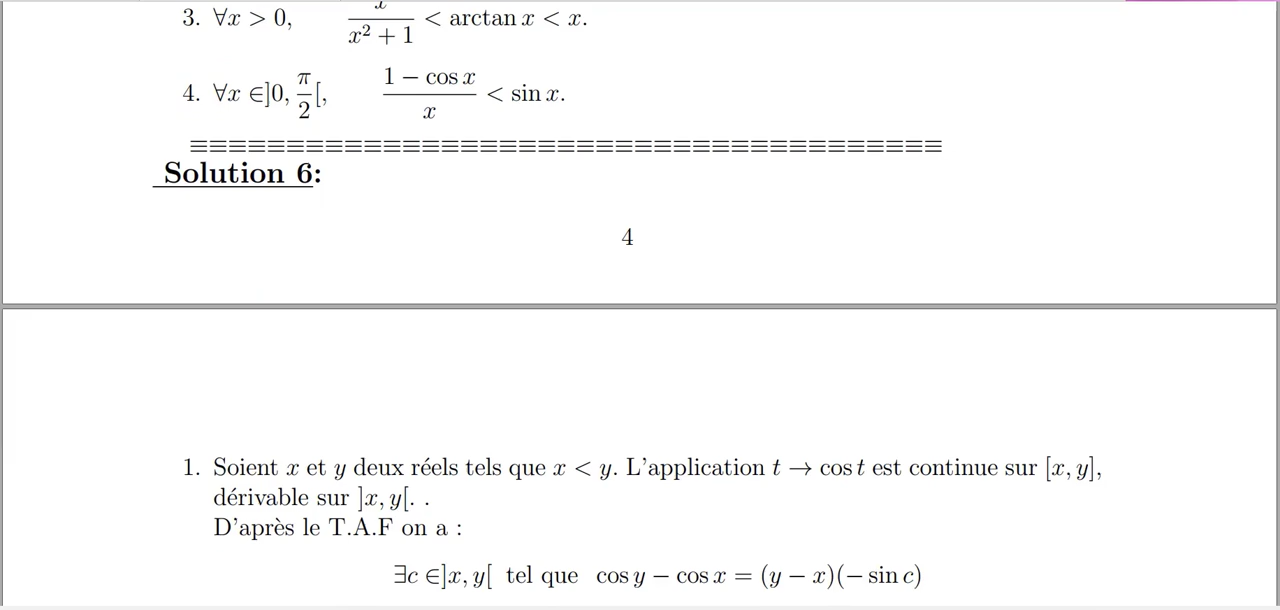 3. ∀x > 0, x/(x² + 1) < arctan x < x.
4. ∀x ∈]0, π/2[, (1 − cos x)/x < sin x.
≡≡≡≡≡≡≡≡≡≡≡≡≡≡≡≡≡≡≡≡≡≡≡≡≡≡≡≡≡≡≡≡≡≡≡≡≡≡≡
Solution 6:
4
1. Soient x et y deux réels tels que x < y. L'application t → cos t est continue sur [x, y],
dérivable sur ]x, y[. .
D'après le T.A.F on a :
∃c ∈]x, y[ tel que cos y − cos x = (y − x)(− sin c)